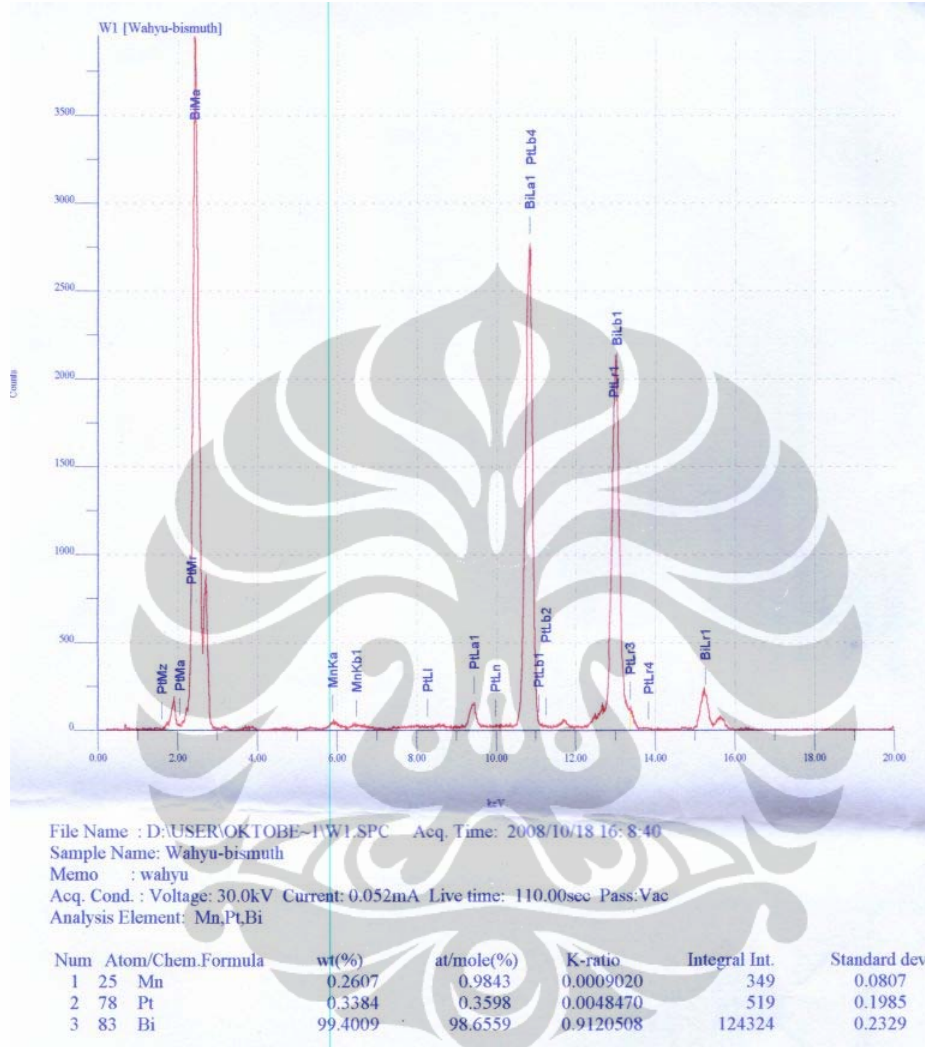 W1 [Wahyu-bismuth]
3500
3000
2500
2000
1500
1000
500
0
Counts
BiMa
PtMr
PtMz
PtMa
MnKa
MnKb1
PtLl
PtLa1
PtLn
BiLa1 PtLb4
PtLb1
PtLb2
PtLr1
BiLb1
PtLr3
PtLr4
BiLr1
0.00 2.00 4.00 6.00 8.00 10.00 12.00 14.00 16.00 18.00 20.00
keV
File Name : D:\USER\OKTOBE~1\W1.SPC Acq. Time: 2008/10/18 16: 8:40
Sample Name: Wahyu-bismuth
Memo : wahyu
Acq. Cond. : Voltage: 30.0kV Current: 0.052mA Live time: 110.00sec Pass:Vac
Analysis Element: Mn,Pt,Bi
Num Atom/Chem.Formula wt(%) at/mole(%) K-ratio Integral Int. Standard dev
1 25 Mn 0.2607 0.9843 0.0009020 349 0.0807
2 78 Pt 0.3384 0.3598 0.0048470 519 0.1985
3 83 Bi 99.4009 98.6559 0.9120508 124324 0.2329